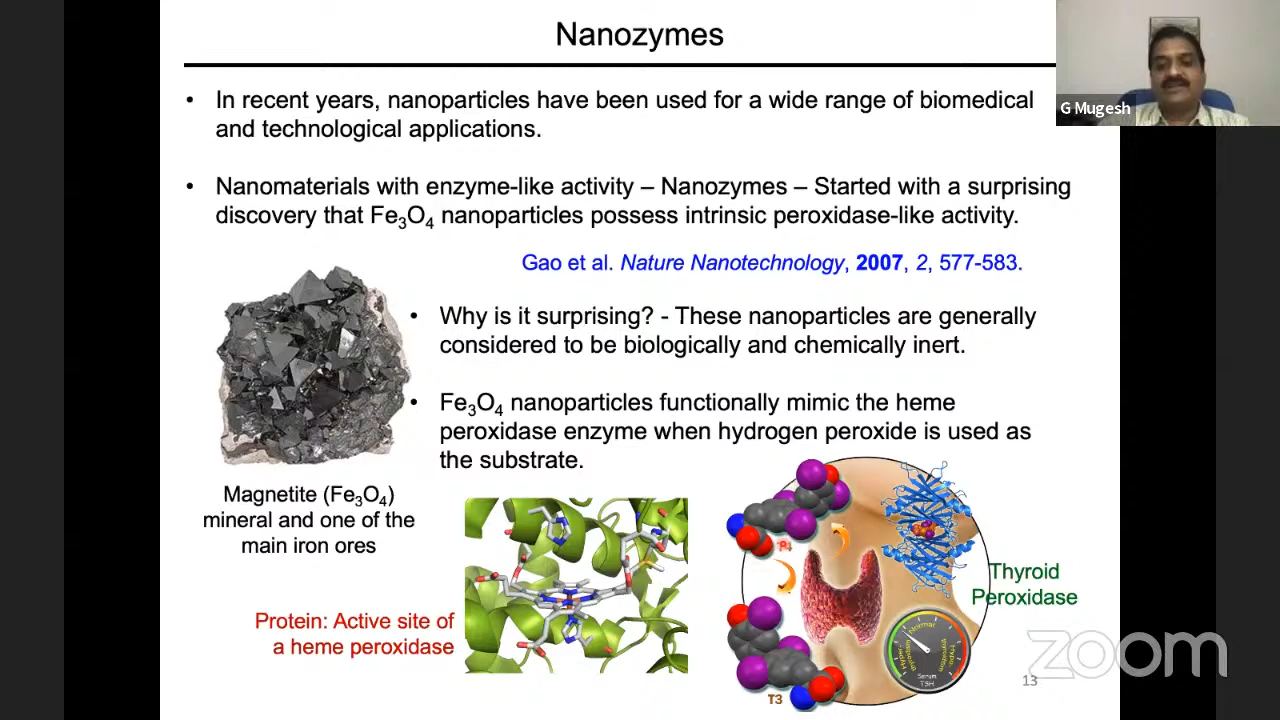 Nanozymes
G Mugesh
• In recent years, nanoparticles have been used for a wide range of biomedical
and technological applications.
• Nanomaterials with enzyme-like activity – Nanozymes – Started with a surprising
discovery that Fe₃O₄ nanoparticles possess intrinsic peroxidase-like activity.
Gao et al. Nature Nanotechnology, 2007, 2, 577-583.
• Why is it surprising? - These nanoparticles are generally
considered to be biologically and chemically inert.
• Fe₃O₄ nanoparticles functionally mimic the heme
peroxidase enzyme when hydrogen peroxide is used as
the substrate.
Magnetite (Fe₃O₄)
mineral and one of the
main iron ores
Protein: Active site of
a heme peroxidase
Thyroid
Peroxidase
Normal
Serum
TSH
T3
zoom
13